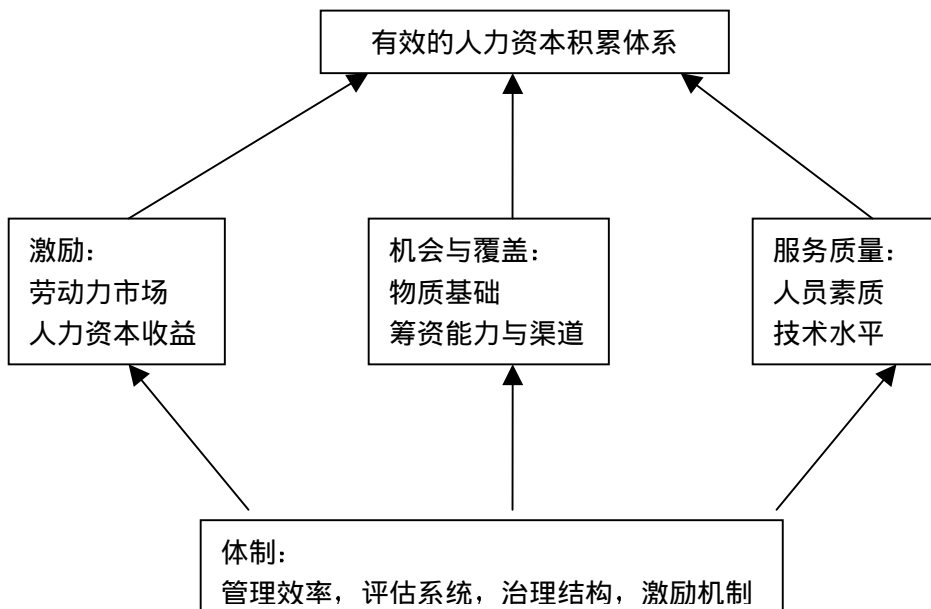 有效的人力资本积累体系
激励：
劳动力市场
人力资本收益
机会与覆盖：
物质基础
筹资能力与渠道
服务质量：
人员素质
技术水平
体制：
管理效率，评估系统，治理结构，激励机制